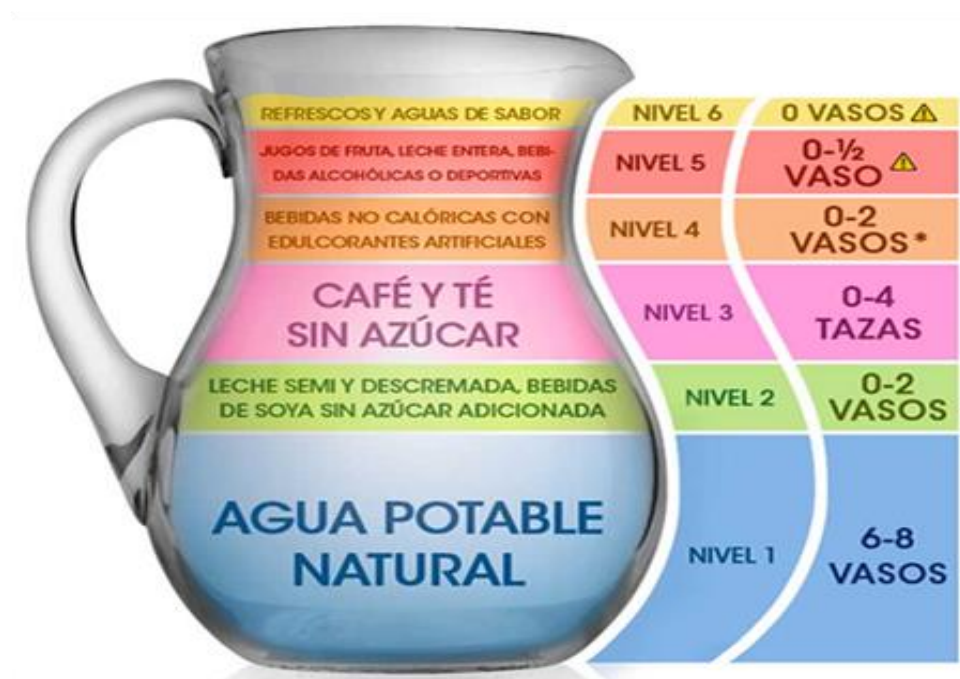 REFRESCOS Y AGUAS DE SABOR
NIVEL 6
0 VASOS
JUGOS DE FRUTA, LECHE ENTERA, BEBI-
DAS ALCOHÓLICAS O DEPORTIVAS
NIVEL 5
0-½
VASO
BEBIDAS NO CALÓRICAS CON
EDULCORANTES ARTIFICIALES
NIVEL 4
0-2
VASOS*
CAFÉ Y TÉ
SIN AZÚCAR
NIVEL 3
0-4
TAZAS
LECHE SEMI Y DESCREMADA, BEBIDAS
DE SOYA SIN AZÚCAR ADICIONADA
NIVEL 2
0-2
VASOS
AGUA POTABLE
NATURAL
NIVEL 1
6-8
VASOS